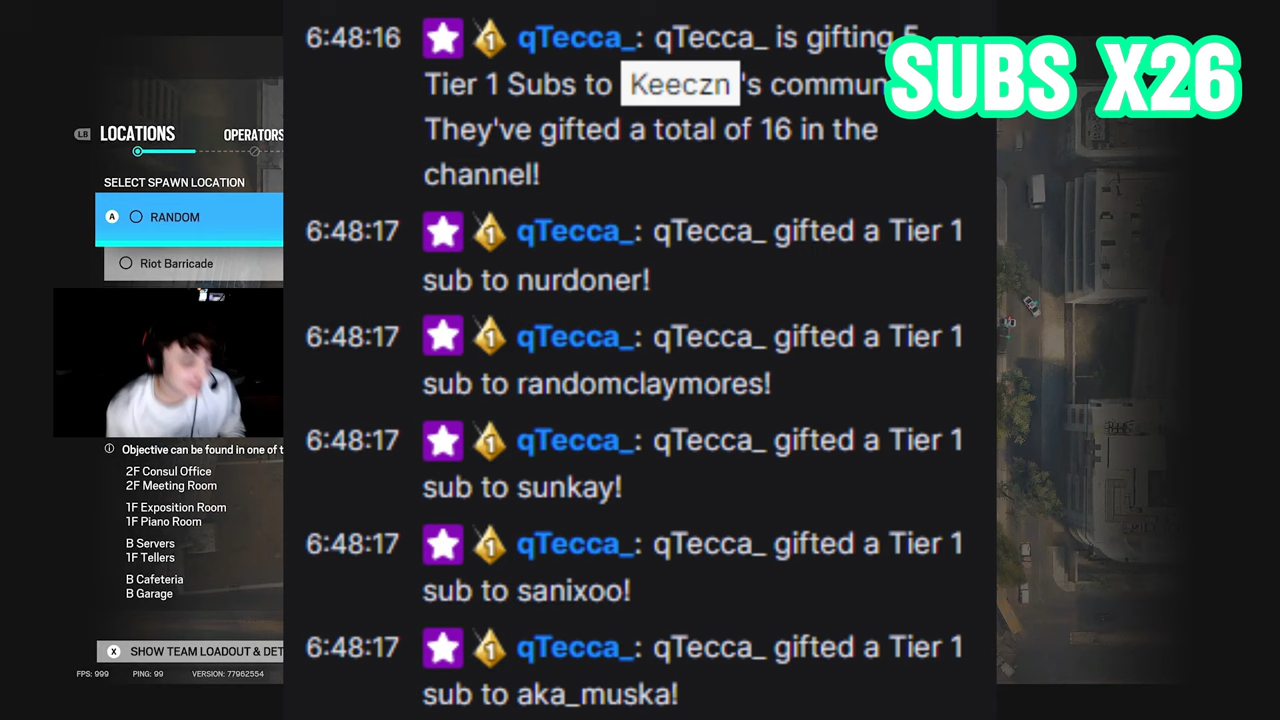 6:48:16 qTecca_: qTecca_ is gifting 5
Tier 1 Subs to Keeczn's commun
They've gifted a total of 16 in the
channel!
6:48:17 qTecca_: qTecca_ gifted a Tier 1
sub to nurdoner!
6:48:17 qTecca_: qTecca_ gifted a Tier 1
sub to randomclaymores!
6:48:17 qTecca_: qTecca_ gifted a Tier 1
sub to sunkay!
6:48:17 qTecca_: qTecca_ gifted a Tier 1
sub to sanixoo!
6:48:17 qTecca_: qTecca_ gifted a Tier 1
sub to aka_muska!
SUBS X26
LB LOCATIONS OPERATORS
SELECT SPAWN LOCATION
A RANDOM
Riot Barricade
Objective can be found in one of t
2F Consul Office
2F Meeting Room
1F Exposition Room
1F Piano Room
B Servers
1F Tellers
B Cafeteria
B Garage
X SHOW TEAM LOADOUT & DET
FPS: 999 PING: 99 VERSION: 77962554